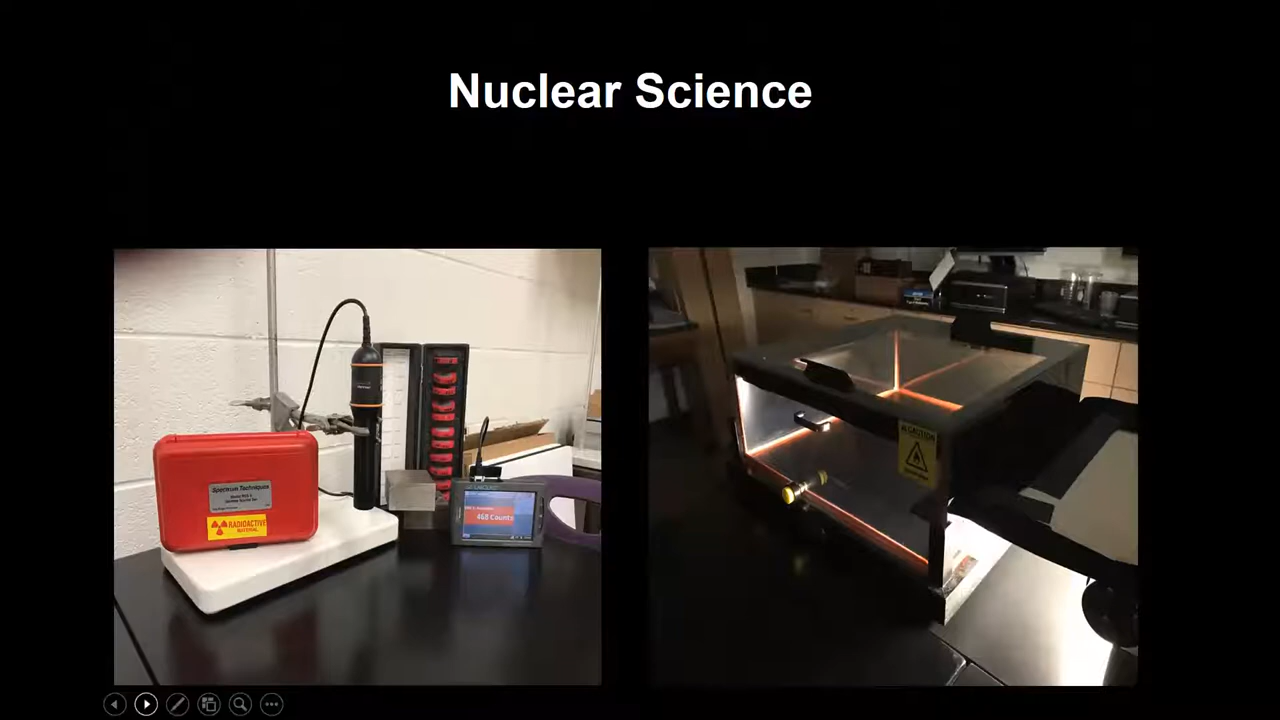 Nuclear Science
Spectrum Techniques
RADIOACTIVE
MATERIAL
468 Counts
CAUTION